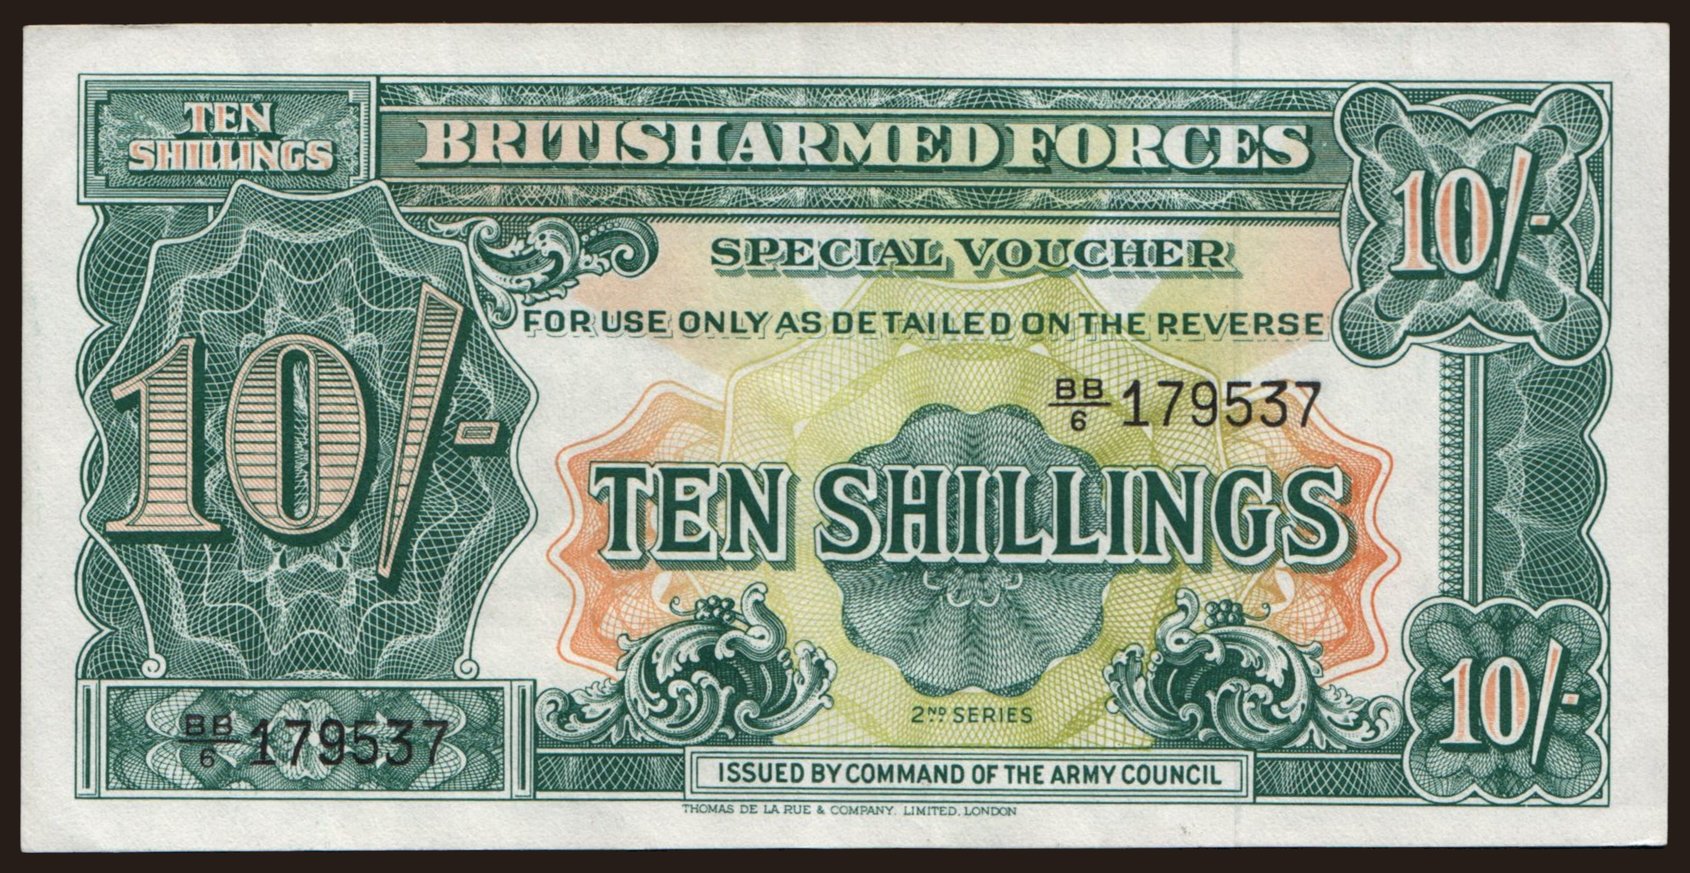 TEN
SHILLINGS
BRITISH ARMED FORCES
10/-
SPECIAL VOUCHER
FOR USE ONLY AS DETAILED ON THE REVERSE
10/-
BB/6 179537
TEN SHILLINGS
2ND SERIES
10/-
BB/6 179537
ISSUED BY COMMAND OF THE ARMY COUNCIL
THOMAS DE LA RUE & COMPANY, LIMITED, LONDON